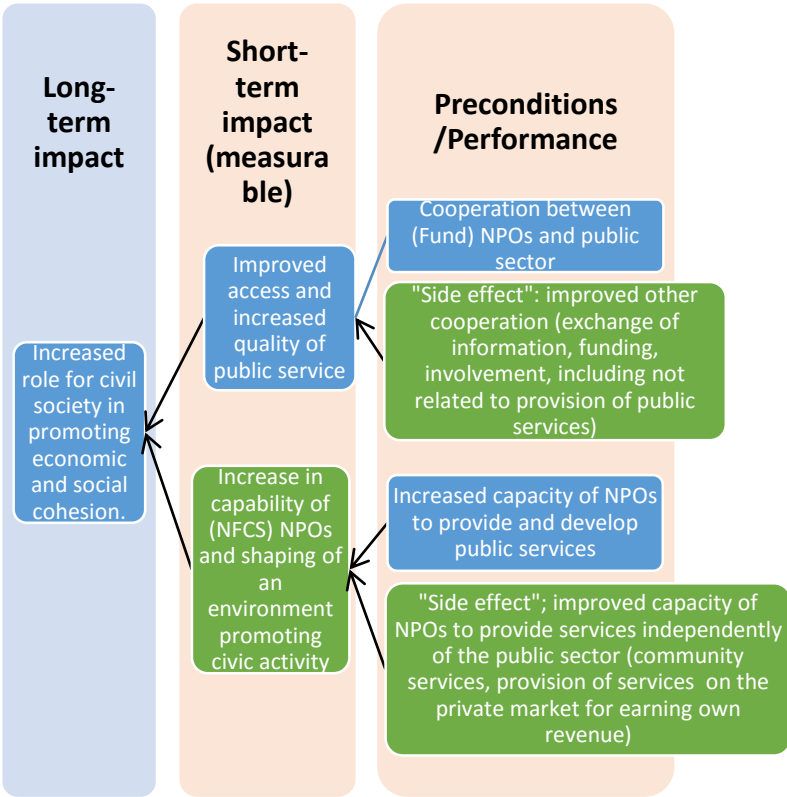 Long-
term
impact
Short-
term
impact
(measura
ble)
Preconditions
/Performance
Increased
role for civil
society in
promoting
economic
and social
cohesion.
Improved
access and
increased
quality of
public service
Increase in
capability of
(NFCS) NPOs
and shaping of
an
environment
promoting
civic activity
Cooperation between
(Fund) NPOs and public
sector
"Side effect": improved other
cooperation (exchange of
information, funding,
involvement, including not
related to provision of public
services)
Increased capacity of NPOs
to provide and develop
public services
"Side effect"; improved capacity of
NPOs to provide services independently
of the public sector (community
services, provision of services  on the
private market for earning own
revenue)